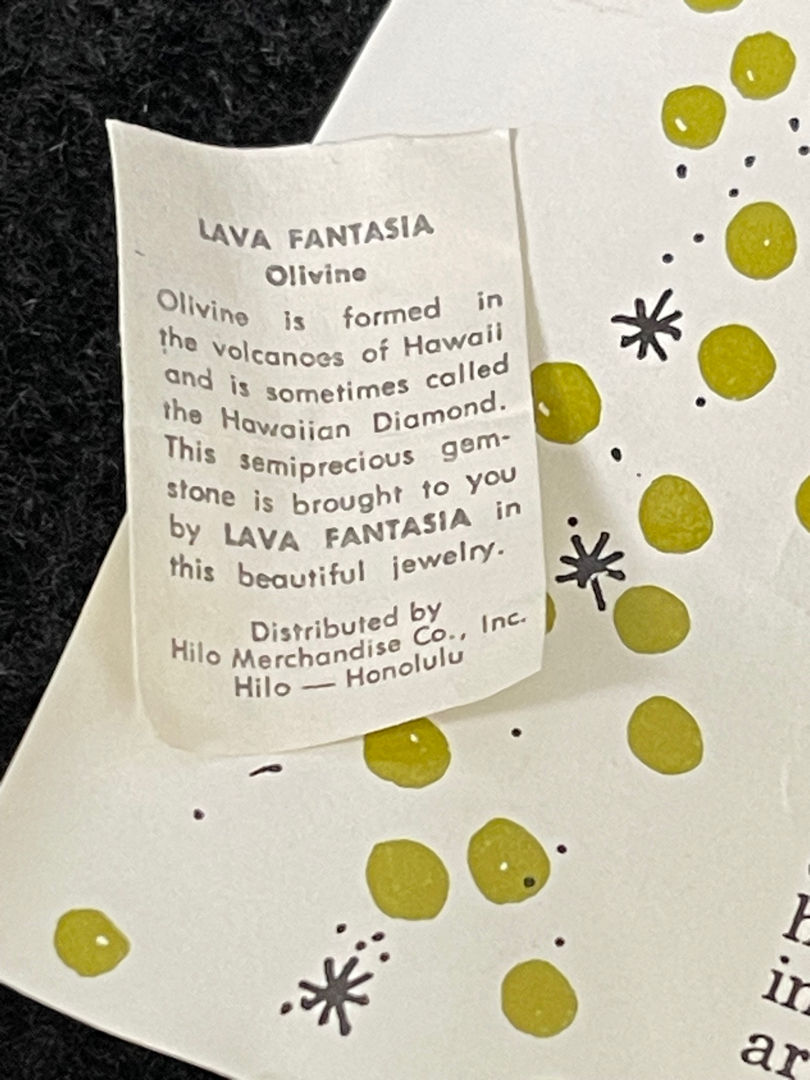 LAVA FANTASIA
Olivine
Olivine is formed in
the volcanoes of Hawaii
and is sometimes called
the Hawaiian Diamond.
This semiprecious gem-
stone is brought to you
by LAVA FANTASIA in
this beautiful jewelry.
Distributed by
Hilo Merchandise Co., Inc.
Hilo — Honolulu
in
ar